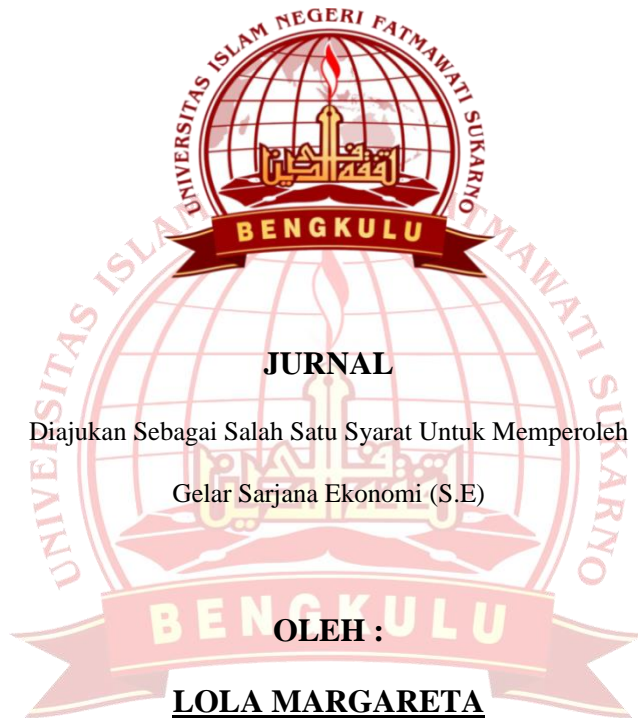 UNIVERSITAS ISLAM NEGERI FATMAWATI SUKARNO
BENGKULU
JURNAL
Diajukan Sebagai Salah Satu Syarat Untuk Memperoleh
Gelar Sarjana Ekonomi (S.E)
OLEH :
LOLA MARGARETA